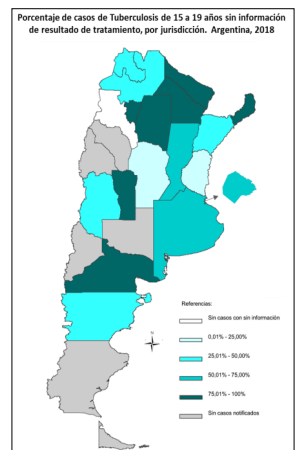 Porcentaje de casos de Tuberculosis de 15 a 19 años sin información
de resultado de tratamiento, por jurisdicción. Argentina, 2018
Referencias:
Sin casos con sin información
0,01% - 25,00%
25,01% - 50,00%
50,01% - 75,00%
75,01% - 100%
Sin casos notificados